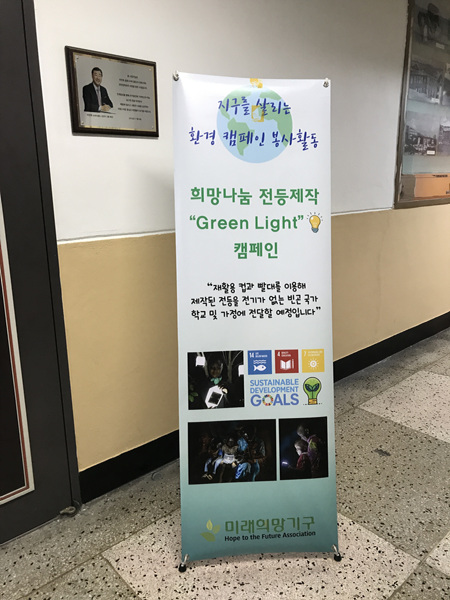 지구를 살리는
환경 캠페인 봉사활동
희망나눔 전등제작
“Green Light”
캠페인
“재활용 컵과 빨대를 이용해
제작된 전등을 전기가 없는 빈곤 국가
학교 및 가정에 전달할 예정입니다”
14
4
7
SUSTAINABLE
DEVELOPMENT
GOALS
미래희망기구
Hope to the Future Association